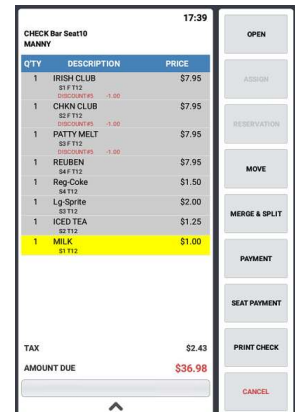 17:39
CHECK Bar Seat10
MANNY
Q'TY DESCRIPTION PRICE
1 IRISH CLUB $7.95
S1 F T12
DISCOUNT#5 -1.00
1 CHKN CLUB $7.95
S2 F T12
DISCOUNT#5 -1.00
1 PATTY MELT $7.95
S3 F T12
DISCOUNT#5 -1.00
1 REUBEN $7.95
S4 F T12
1 Reg-Coke $1.50
S4 T12
1 Lg-Sprite $2.00
S3 T12
1 ICED TEA $1.25
S2 T12
1 MILK $1.00
S1 T12
TAX $2.43
AMOUNT DUE $36.98
OPEN
ASSIGN
RESERVATION
MOVE
MERGE & SPLIT
PAYMENT
SEAT PAYMENT
PRINT CHECK
CANCEL